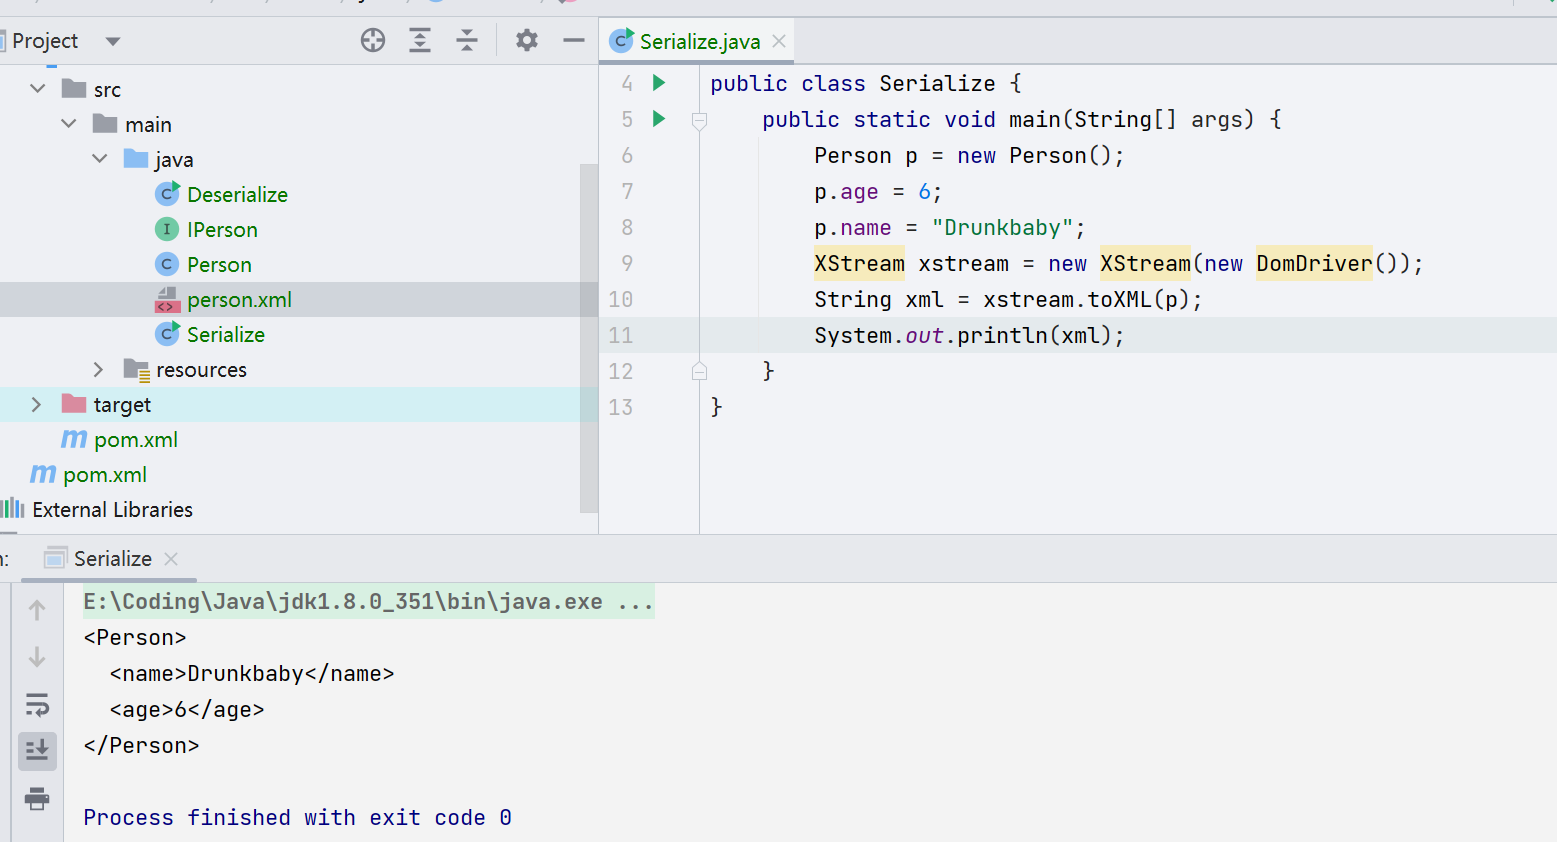 Project
Serialize.java
src
main
java
Deserialize
IPerson
Person
person.xml
Serialize
resources
target
pom.xml
pom.xml
External Libraries
4 public class Serialize {
5 public static void main(String[] args) {
6 Person p = new Person();
7 p.age = 6;
8 p.name = "Drunkbaby";
9 XStream xstream = new XStream(new DomDriver());
10 String xml = xstream.toXML(p);
11 System.out.println(xml);
12 }
13 }
Serialize
E:\Coding\Java\jdk1.8.0_351\bin\java.exe ...
<Person>
  <name>Drunkbaby</name>
  <age>6</age>
</Person>
Process finished with exit code 0